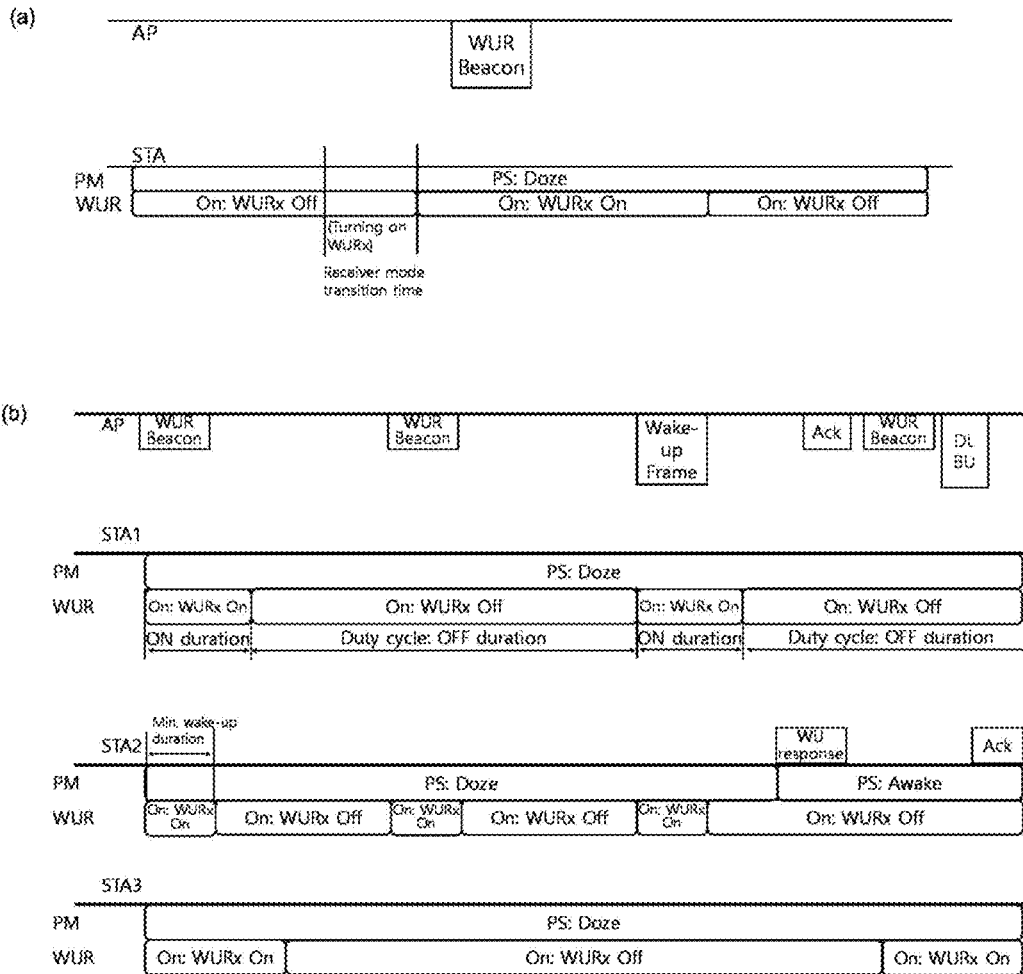 (a)
AP
WUR
Beacon
STA
PM
PS: Doze
WUR
On: WURx Off
On: WURx On
On: WURx Off
(Turning on
WURx)
Receiver mode
transition time
(b)
AP
WUR
Beacon
WUR
Beacon
Wake-
up
Frame
Ack
WUR
Beacon
DL
BU
STA1
PM
PS: Doze
WUR
On: WURx On
On: WURx Off
On: WURx On
On: WURx Off
ON duration
Duty cycle: OFF duration
ON duration
Duty cycle: OFF duration
Min. wake-up
duration
STA2
WU
response
Ack
PM
PS: Doze
PS: Awake
WUR
On: WURx
On
On: WURx Off
On: WURx
On
On: WURx Off
On: WURx
On
On: WURx Off
STA3
PM
PS: Doze
WUR
On: WURx On
On: WURx Off
On: WURx On